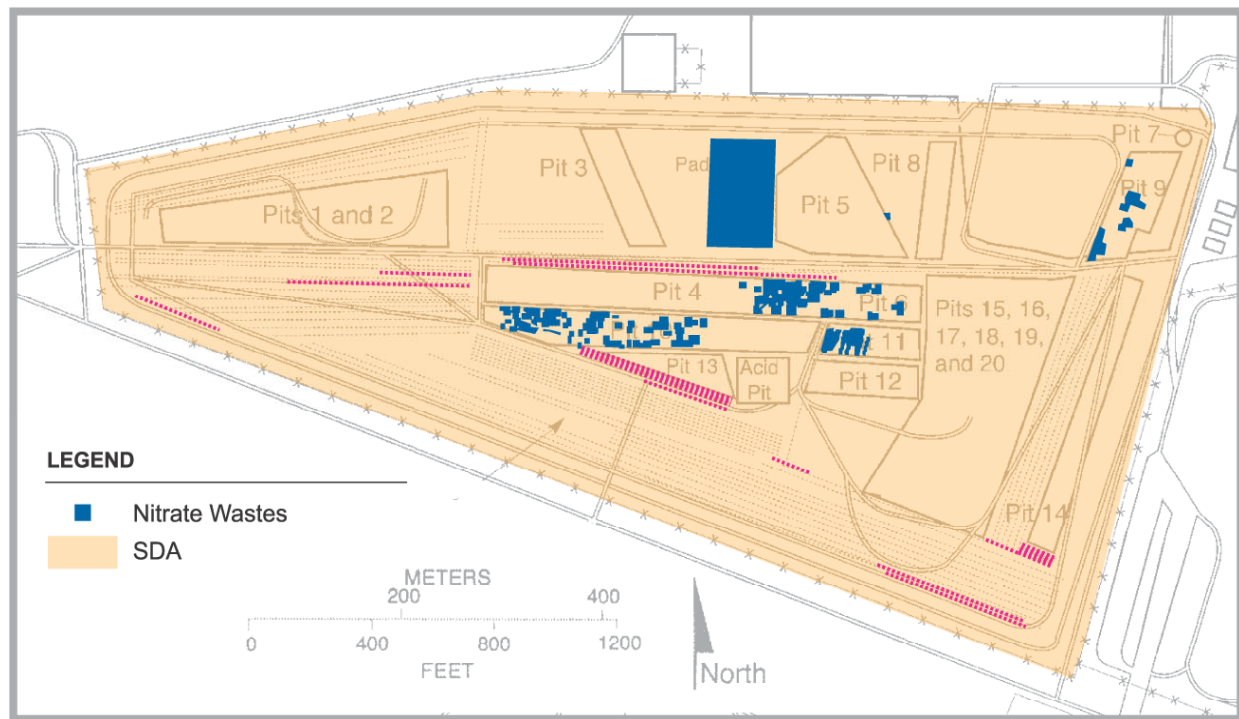 Pit 7
Pit 3
Pad
Pit 8
Pit 9
Pit 5
Pits 1 and 2
Pit 4
Pit 6
Pits 15, 16,
17, 18, 19,
and 20
11
Pit 13
Acid
Pit
Pit 12
LEGEND
Nitrate Wastes
SDA
Pit 14
METERS
200 400
0 400 800 1200
FEET
North